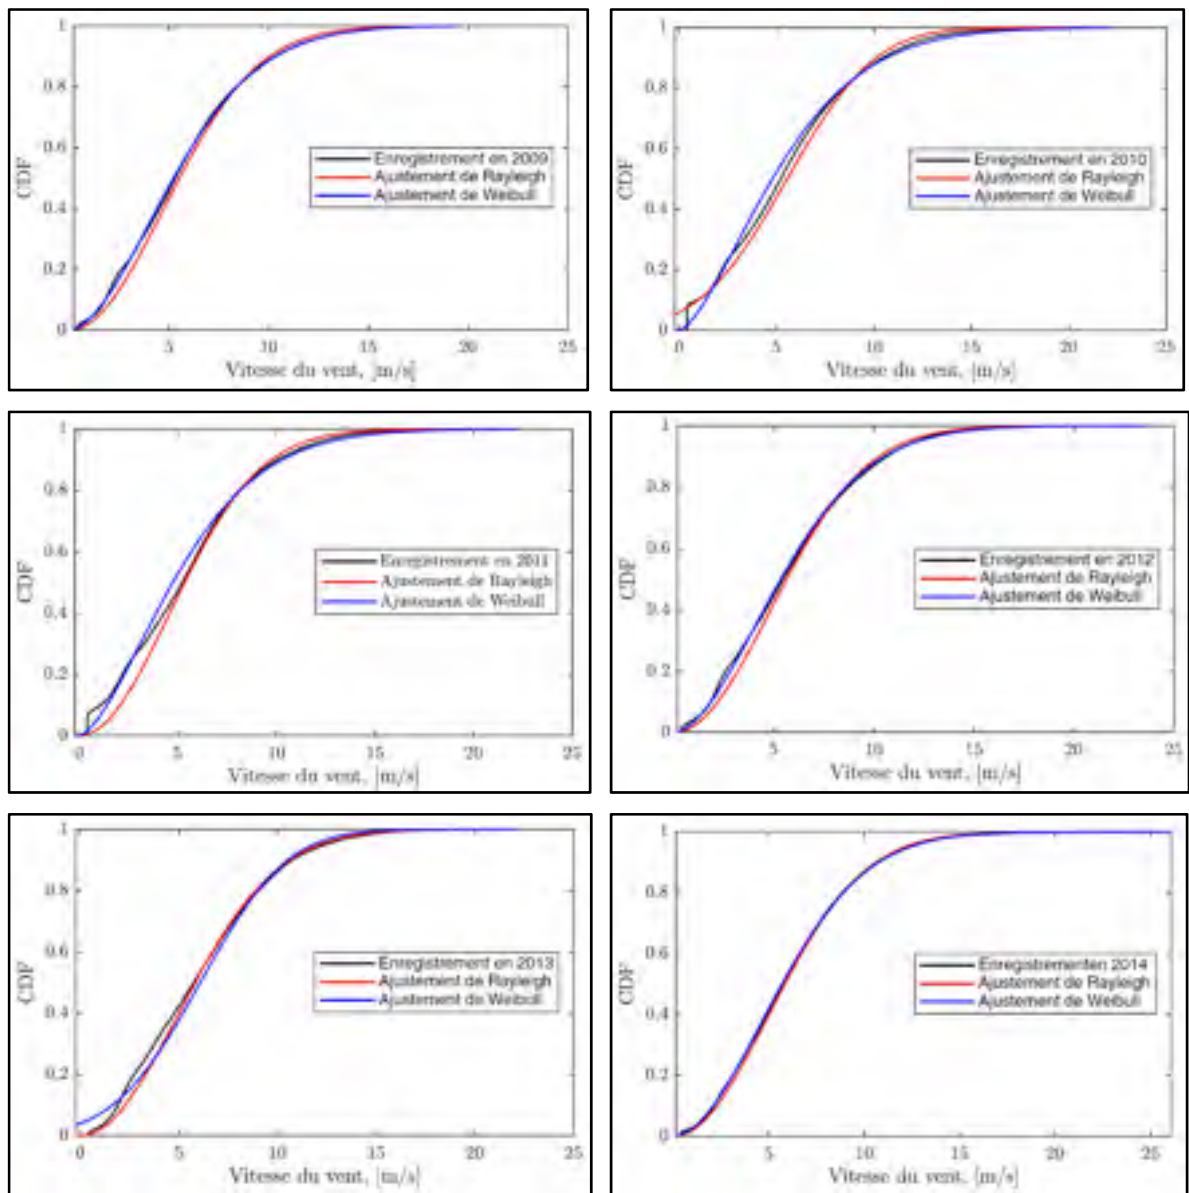 1
0.8
0.6
0.4
0.2
0
CDF
Enregistrement en 2009
Ajustement de Rayleigh
Ajustement de Weibull
5
10
15
20
25
Vitesse du vent, [m/s]
1
0.8
0.6
0.4
0.2
0
CDF
Enregistrement en 2010
Ajustement de Rayleigh
Ajustement de Weibull
0
5
10
15
20
25
Vitesse du vent, [m/s]
1
0.8
0.6
0.4
0.2
0
CDF
Enregistrement en 2011
Ajustement de Rayleigh
Ajustement de Weibull
0
5
10
15
20
25
Vitesse du vent, [m/s]
1
0.8
0.6
0.4
0.2
0
CDF
Enregistrement en 2012
Ajustement de Rayleigh
Ajustement de Weibull
5
10
15
20
25
Vitesse du vent, [m/s]
1
0.8
0.6
0.4
0.2
0
CDF
Enregistrement en 2013
Ajustement de Rayleigh
Ajustement de Weibull
0
5
10
15
20
25
Vitesse du vent, [m/s]
1
0.8
0.6
0.4
0.2
0
CDF
Enregistrementen 2014
Ajustement de Rayleigh
Ajustement de Weibull
5
10
15
20
25
Vitesse du vent, [m/s]